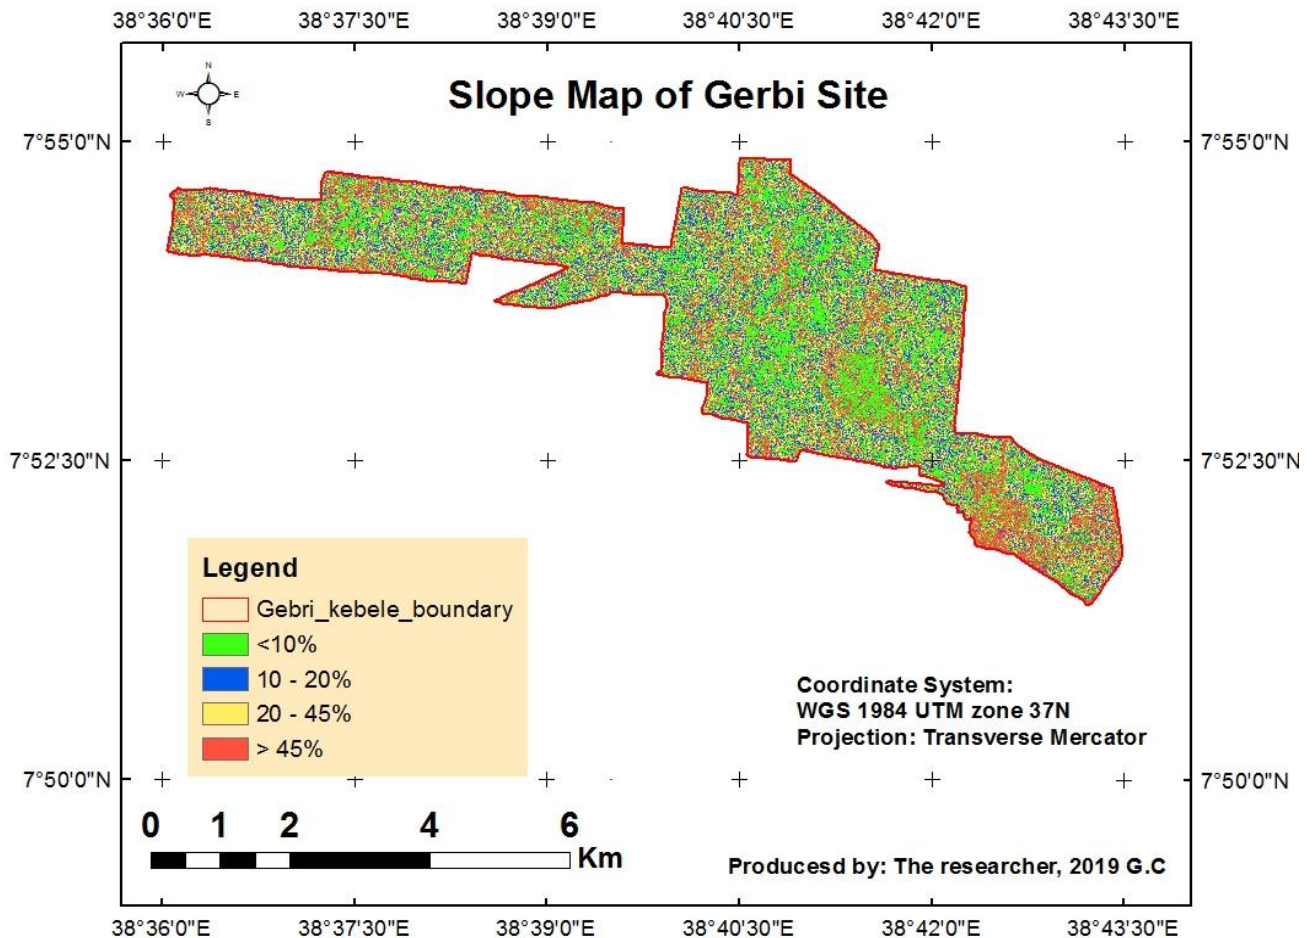 38°36'0"E 38°37'30"E 38°39'0"E 38°40'30"E 38°42'0"E 38°43'30"E
N
W E
S
Slope Map of Gerbi Site
7°55'0"N 7°55'0"N
7°52'30"N 7°52'30"N
Legend
Gebri_kebele_boundary
<10%
10 - 20%
20 - 45%
> 45%
Coordinate System:
WGS 1984 UTM zone 37N
Projection: Transverse Mercator
7°50'0"N 7°50'0"N
0 1 2 4 6
Km
Producesd by: The researcher, 2019 G.C
38°36'0"E 38°37'30"E 38°39'0"E 38°40'30"E 38°42'0"E 38°43'30"E